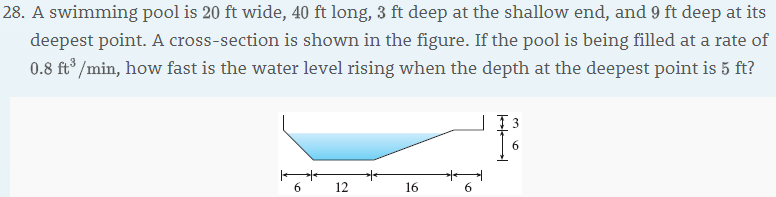 28. A swimming pool is 20 ft wide, 40 ft long, 3 ft deep at the shallow end, and 9 ft deep at its
deepest point. A cross-section is shown in the figure. If the pool is being filled at a rate of
0.8 ft³/min, how fast is the water level rising when the depth at the deepest point is 5 ft?
3
6
6 12 16 6